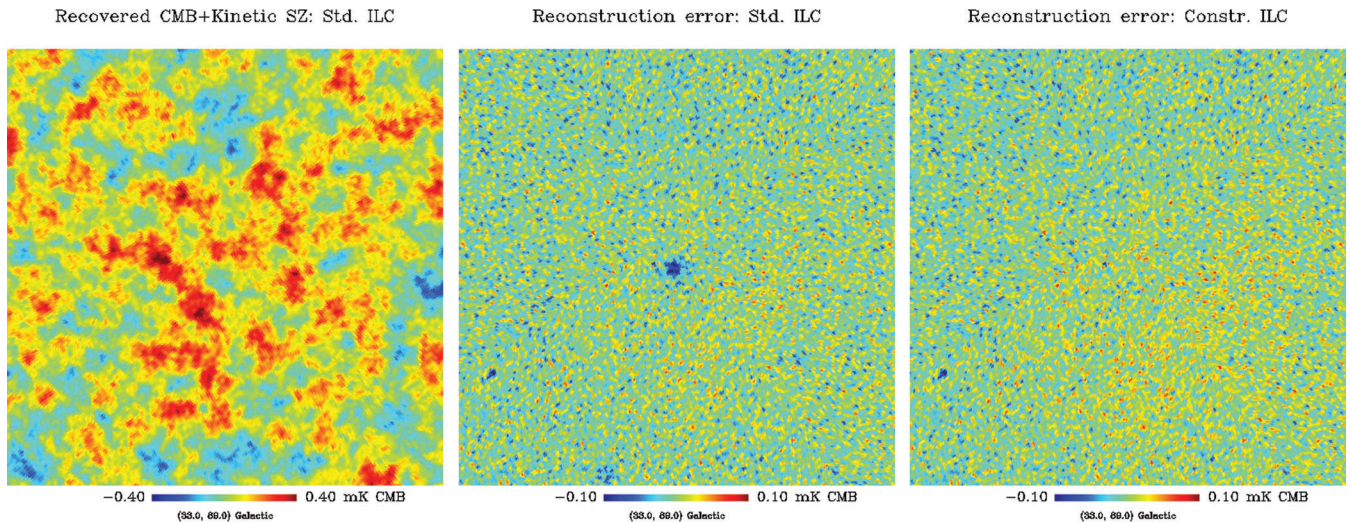 Recovered CMB+Kinetic SZ: Std. ILC
Reconstruction error: Std. ILC
Reconstruction error: Constr. ILC
−0.40 0.40 mK CMB
(33.0, 89.0) Galactic
−0.10 0.10 mK CMB
(33.0, 89.0) Galactic
−0.10 0.10 mK CMB
(33.0, 89.0) Galactic